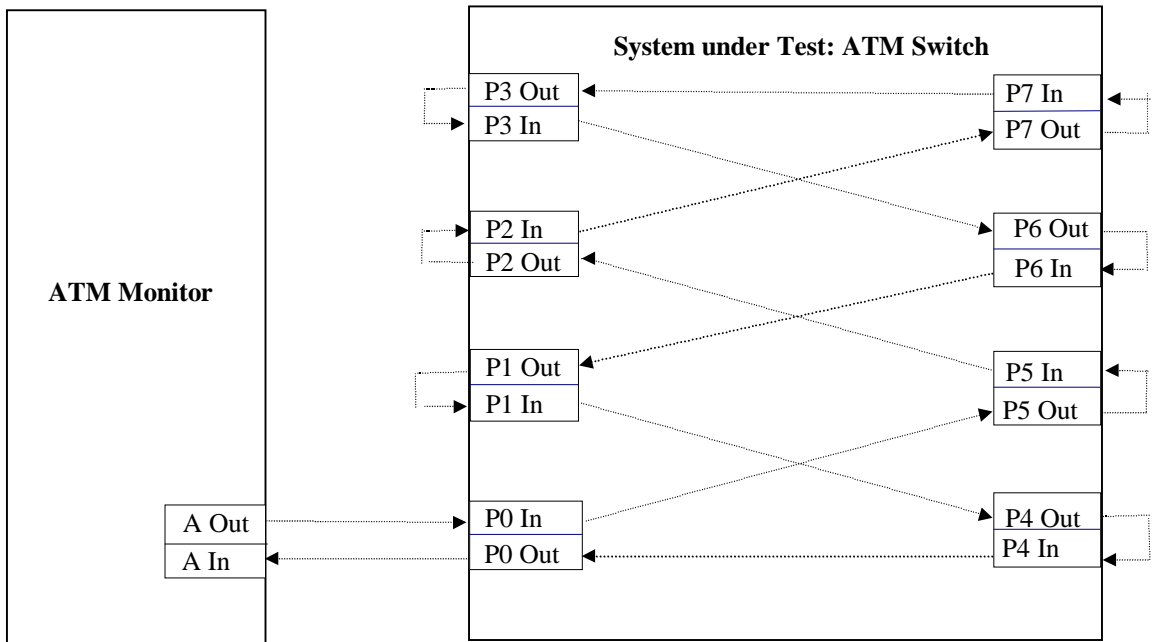 System under Test: ATM Switch
P3 Out
P3 In
P7 In
P7 Out
P2 In
P2 Out
P6 Out
P6 In
ATM Monitor
P1 Out
P1 In
P5 In
P5 Out
A Out
A In
P0 In
P0 Out
P4 Out
P4 In